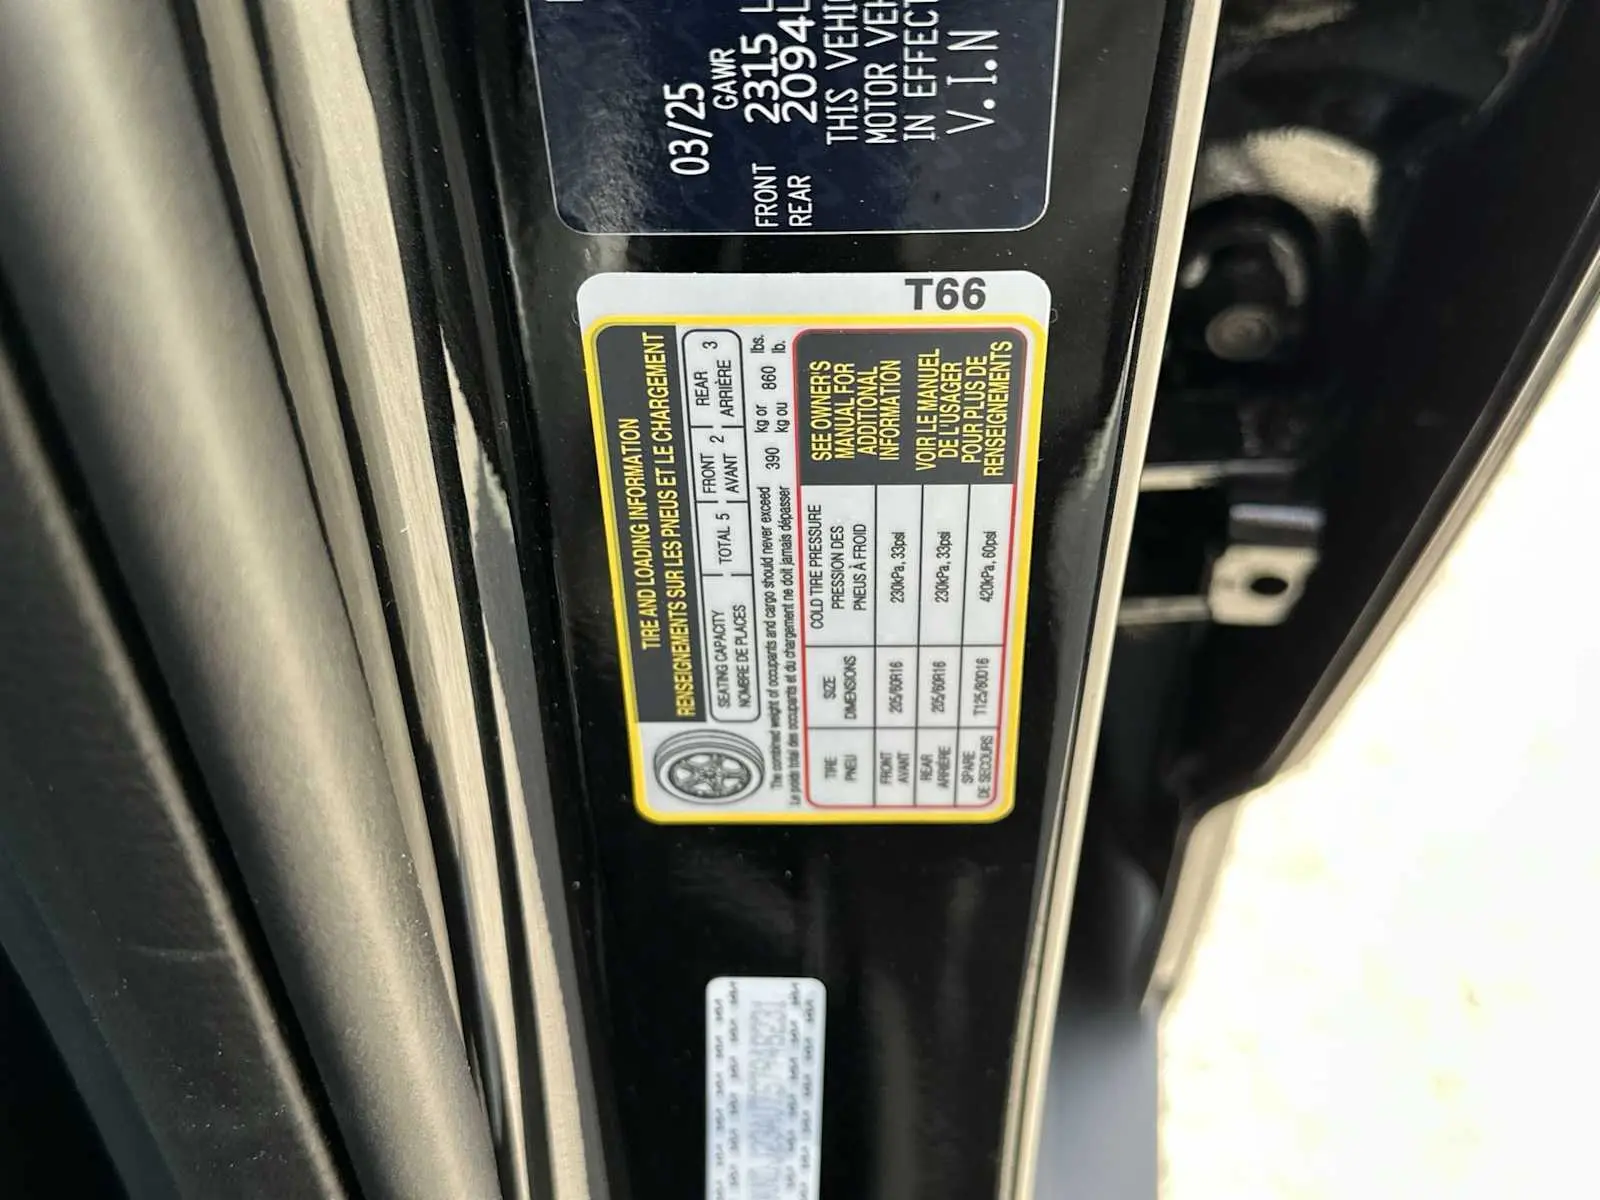 03/25
GAWR
FRONT 2315
REAR 2094
THIS
MOTOR
IN EFFECT
V.I.N
T66
TIRE AND LOADING INFORMATION
RENSEIGNEMENTS SUR LES PNEUS ET LE CHARGEMENT
SEATING CAPACITY TOTAL 5 FRONT 2 REAR 3
NOMBRE DE PLACES AVANT ARRIÈRE
The combined weight of occupants and cargo should never exceed 390 kg or 860 lbs.
Le poids total des occupants et du chargement ne doit jamais dépasser kg ou lb.
TIRE SIZE COLD TIRE PRESSURE
PNEU DIMENSIONS PRESSION DES
PNEUS À FROID
FRONT 205/60R16 230kPa, 33psi
AVANT
REAR 205/60R16 230kPa, 33psi
ARRIÈRE
SPARE T125/80D16 420kPa, 60psi
DE SECOURS
SEE OWNER'S
MANUAL FOR
ADDITIONAL
INFORMATION
VOIR LE MANUEL
DE L'USAGER
POUR PLUS DE
RENSEIGNEMENTS